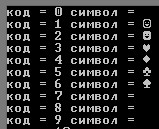 код = 0 символ =
код = 1 символ = ☺
код = 2 символ = ☻
код = 3 символ = ♥
код = 4 символ = ♦
код = 5 символ = ♣
код = 6 символ = ♠
код = 7 символ =
код = 8 символ =
код = 9 символ =